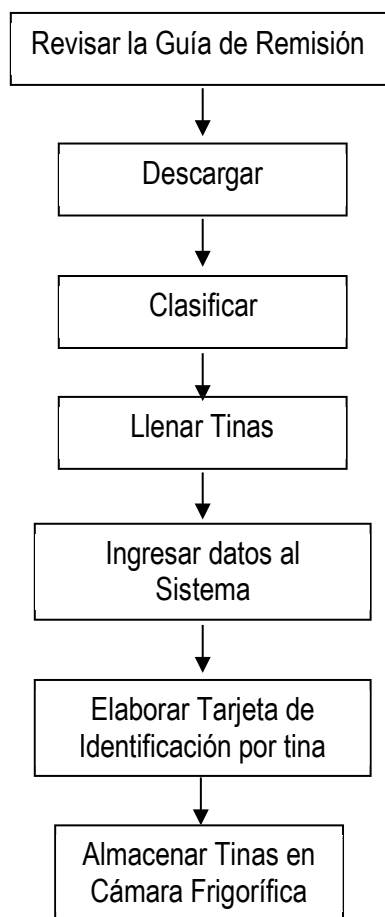 Revisar la Guía de Remisión
Descargar
Clasificar
Llenar Tinas
Ingresar datos al
Sistema
Elaborar Tarjeta de
Identificación por tina
Almacenar Tinas en
Cámara Frigorífica